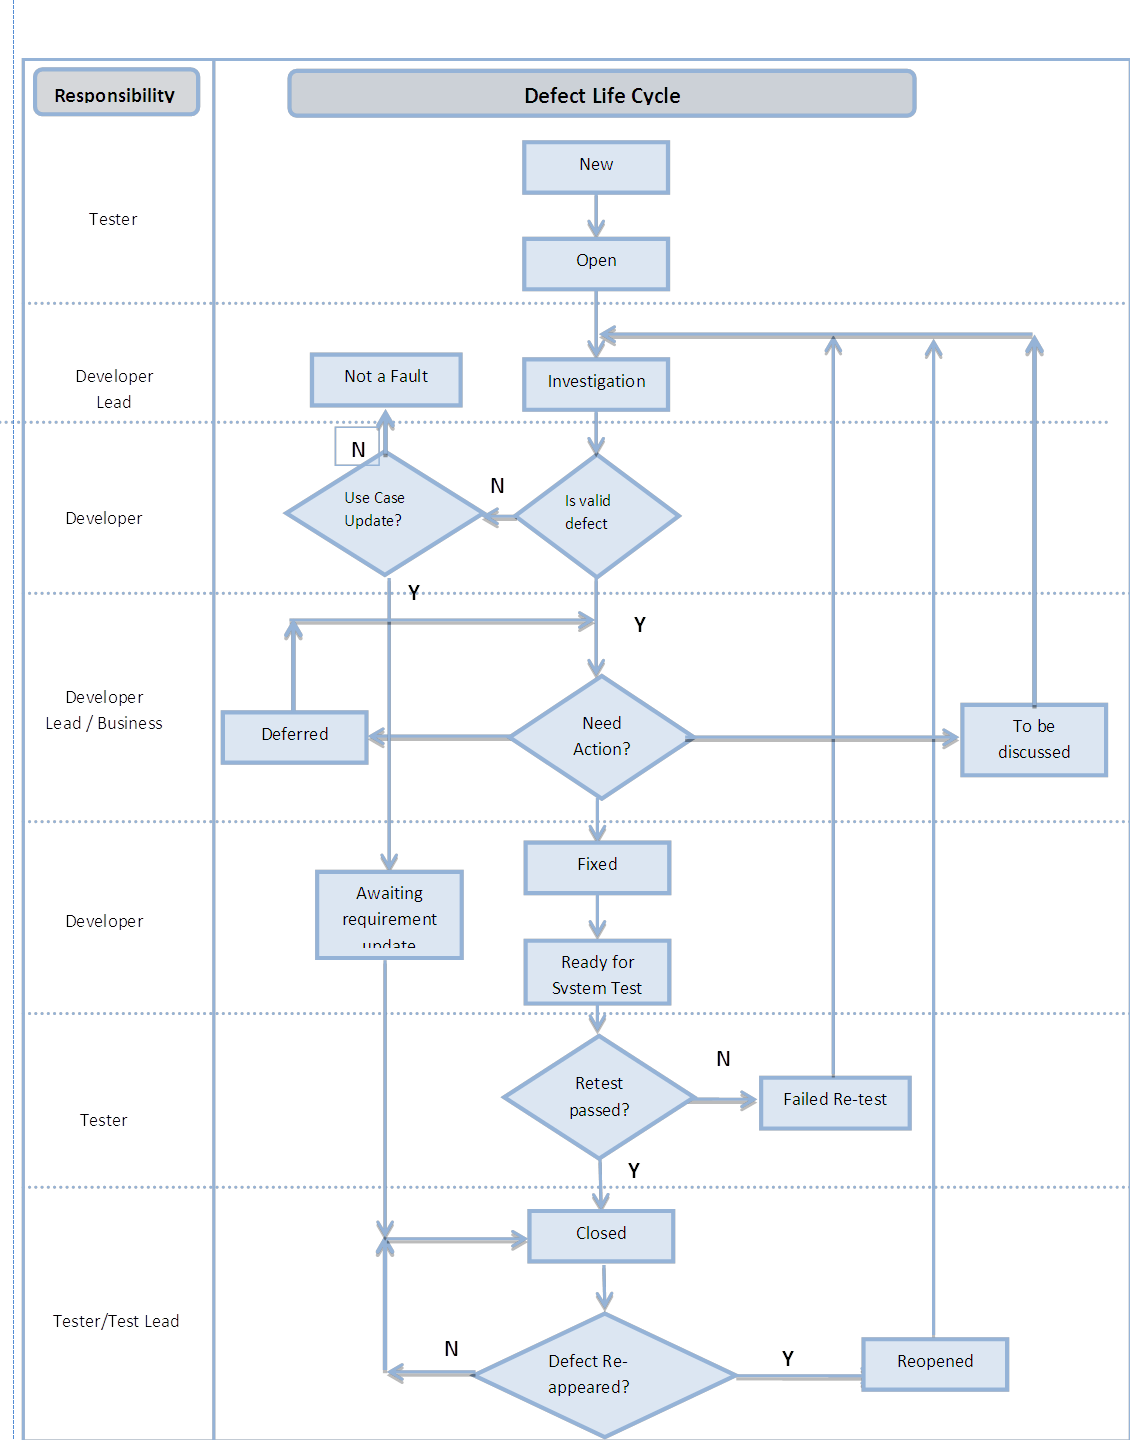 Responsibility
Defect Life Cycle
New
Tester
Open
Not a Fault
Investigation
Developer
Lead
N
N
Use Case
Update?
Is valid
defect
Developer
Y
Y
Developer
Lead / Business
Deferred
Need
Action?
To be
discussed
Fixed
Awaiting
requirement
update
Developer
Ready for
System Test
N
Retest
passed?
Failed Re-test
Tester
Y
Closed
Tester/Test Lead
N
Defect Re-
appeared?
Y
Reopened